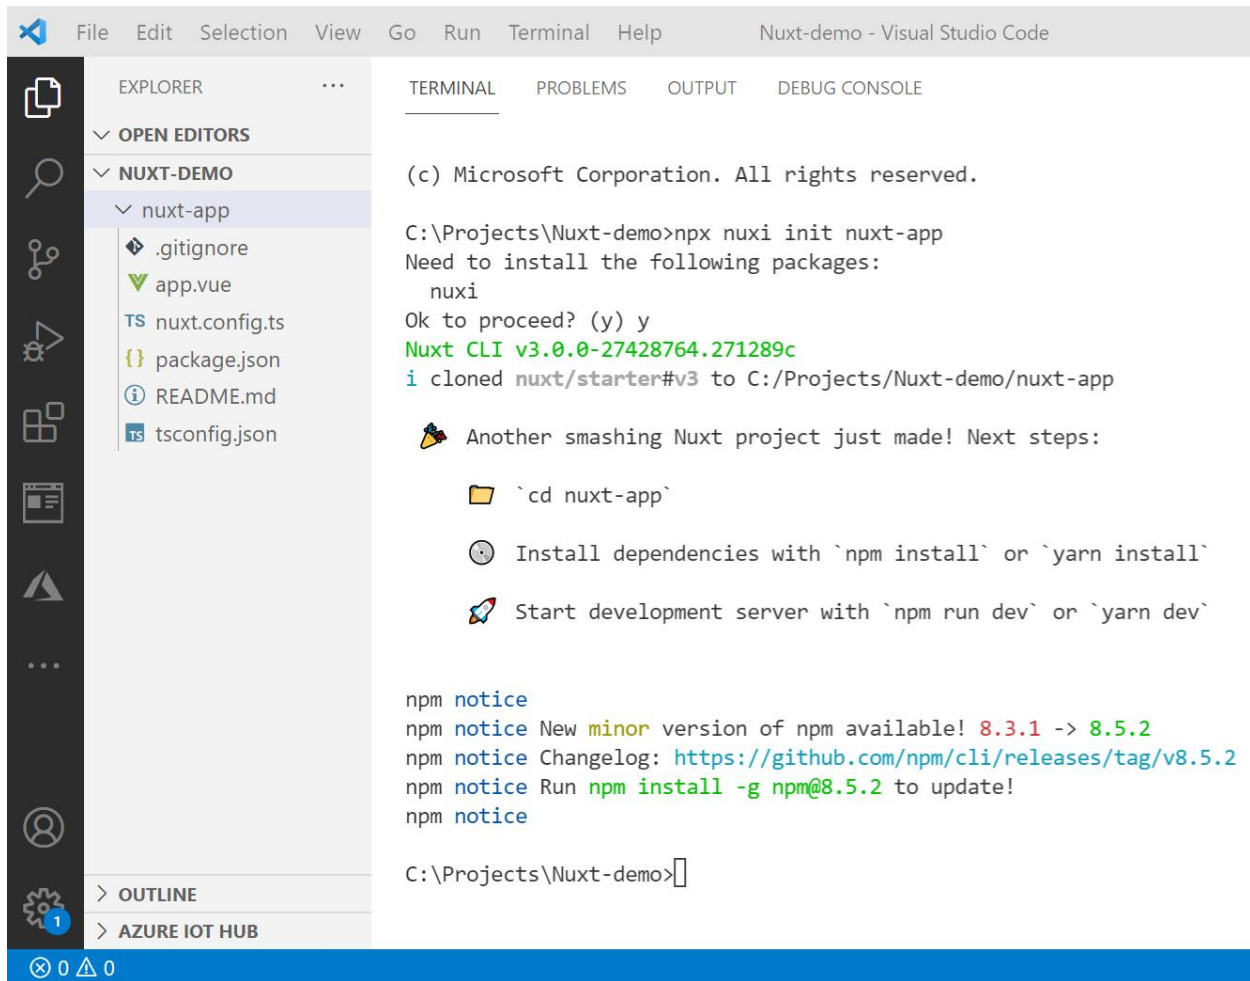 File Edit Selection View Go Run Terminal Help Nuxt-demo - Visual Studio Code
EXPLORER ...
OPEN EDITORS
NUXT-DEMO
nuxt-app
.gitignore
app.vue
TS nuxt.config.ts
{} package.json
README.md
TS tsconfig.json
OUTLINE
AZURE IOT HUB
TERMINAL PROBLEMS OUTPUT DEBUG CONSOLE
(c) Microsoft Corporation. All rights reserved.
C:\Projects\Nuxt-demo>npx nuxi init nuxt-app
Need to install the following packages:
nuxi
Ok to proceed? (y) y
Nuxt CLI v3.0.0-27428764.271289c
i cloned nuxt/starter#v3 to C:/Projects/Nuxt-demo/nuxt-app
Another smashing Nuxt project just made! Next steps:
`cd nuxt-app`
Install dependencies with `npm install` or `yarn install`
Start development server with `npm run dev` or `yarn dev`
npm notice
npm notice New minor version of npm available! 8.3.1 -> 8.5.2
npm notice Changelog: https://github.com/npm/cli/releases/tag/v8.5.2
npm notice Run npm install -g npm@8.5.2 to update!
npm notice
C:\Projects\Nuxt-demo>
1
0 0